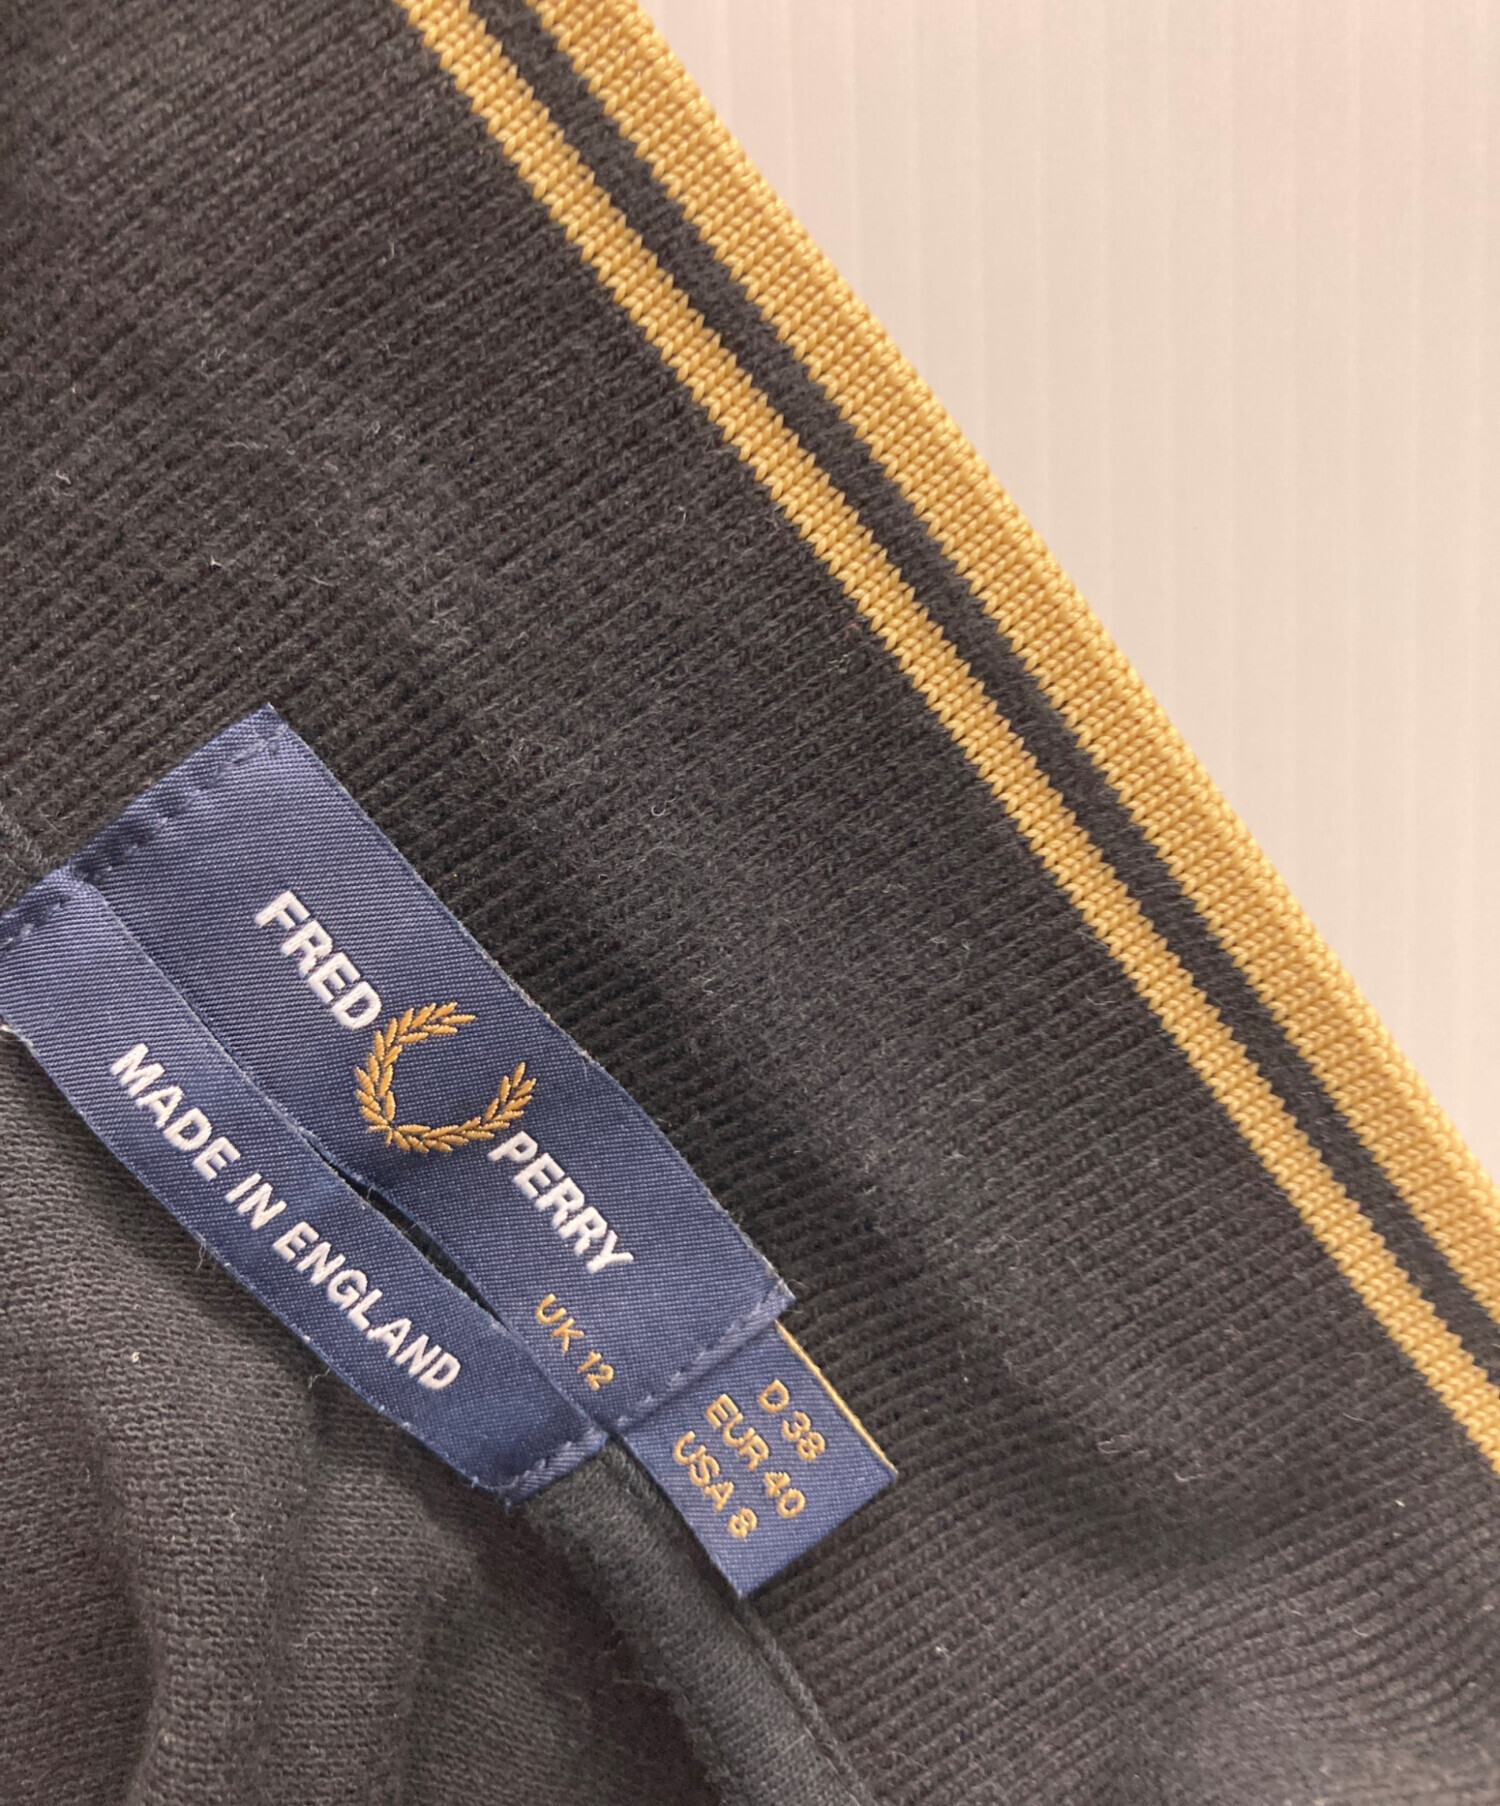 FRED PERRY
UK 12
MADE IN ENGLAND
D 38
EUR 40
USA 8